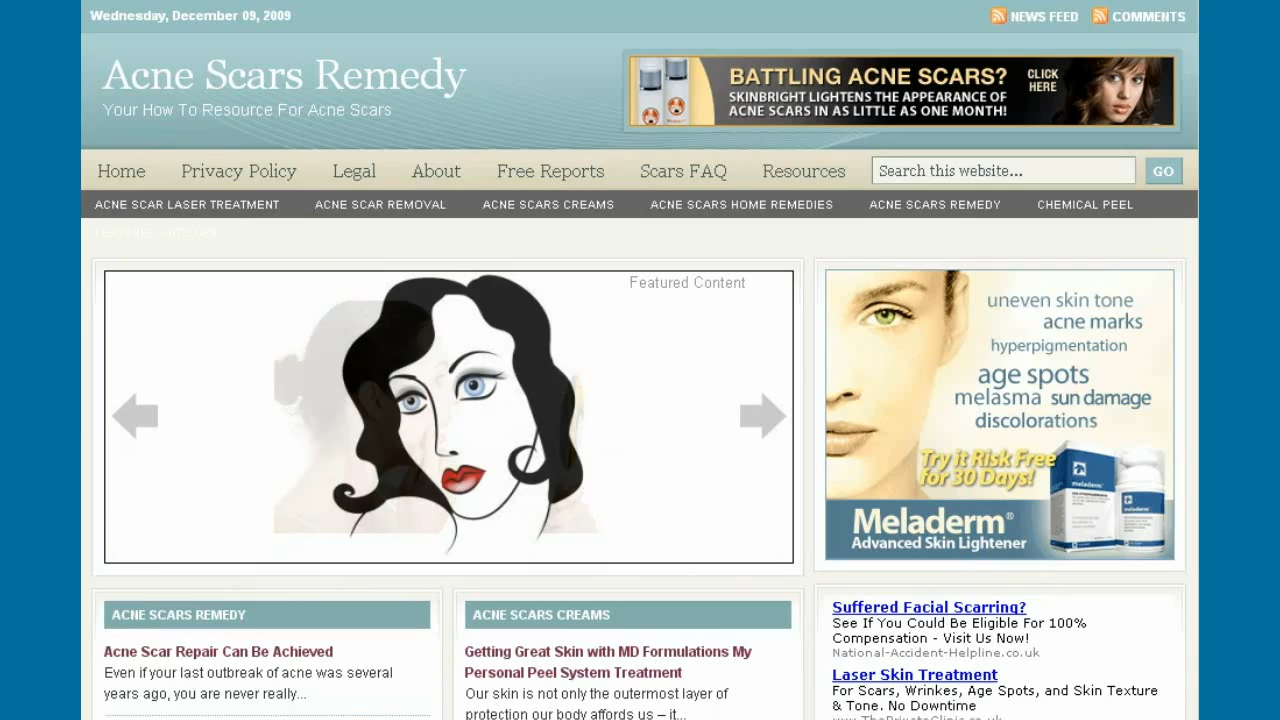 Wednesday, December 09, 2009
NEWS FEED
COMMENTS
Acne Scars Remedy
Your How To Resource For Acne Scars
BATTLING ACNE SCARS?
SKINBRIGHT LIGHTENS THE APPEARANCE OF
ACNE SCARS IN AS LITTLE AS ONE MONTH!
CLICK
HERE
Home
Privacy Policy
Legal
About
Free Reports
Scars FAQ
Resources
Search this website...
GO
ACNE SCAR LASER TREATMENT
ACNE SCAR REMOVAL
ACNE SCARS CREAMS
ACNE SCARS HOME REMEDIES
ACNE SCARS REMEDY
CHEMICAL PEEL
Featured Content
uneven skin tone
acne marks
hyperpigmentation
age spots
melasma sun damage
discolorations
Try it Risk Free
for 30 Days!
meladerm
meladerm
Meladerm®
Advanced Skin Lightener
ACNE SCARS REMEDY
Acne Scar Repair Can Be Achieved
Even if your last outbreak of acne was several
years ago, you are never really...
ACNE SCARS CREAMS
Getting Great Skin with MD Formulations My
Personal Peel System Treatment
Our skin is not only the outermost layer of
protection our body affords us – it...
Suffered Facial Scarring?
See If You Could Be Eligible For 100%
Compensation - Visit Us Now!
National-Accident-Helpline.co.uk
Laser Skin Treatment
For Scars, Wrinkes, Age Spots, and Skin Texture
& Tone. No Downtime
www.ThePrivateClinic.co.uk